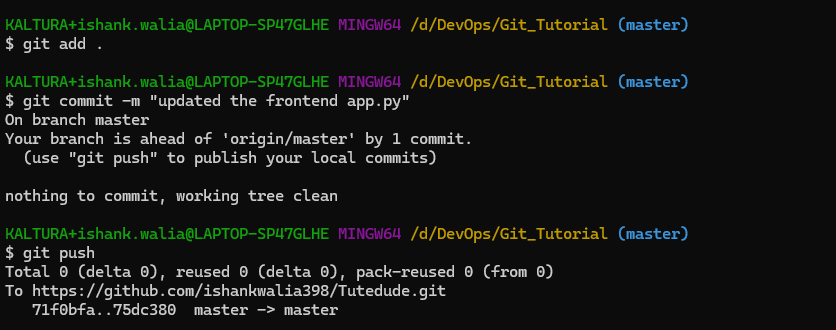 KALTURA+ishank.walia@LAPTOP-SP47GLHE MINGW64 /d/DevOps/Git_Tutorial (master)
$ git add .
KALTURA+ishank.walia@LAPTOP-SP47GLHE MINGW64 /d/DevOps/Git_Tutorial (master)
$ git commit -m "updated the frontend app.py"
On branch master
Your branch is ahead of 'origin/master' by 1 commit.
  (use "git push" to publish your local commits)
nothing to commit, working tree clean
KALTURA+ishank.walia@LAPTOP-SP47GLHE MINGW64 /d/DevOps/Git_Tutorial (master)
$ git push
Total 0 (delta 0), reused 0 (delta 0), pack-reused 0 (from 0)
To https://github.com/ishankwalia398/Tutedude.git
   71f0bfa..75dc380  master -> master